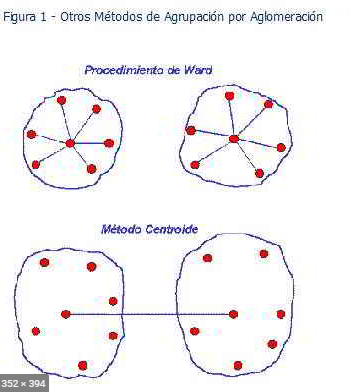 Figura 1 - Otros Métodos de Agrupación por Aglomeración
Procedimiento de Ward
Método Centroide
352 × 394